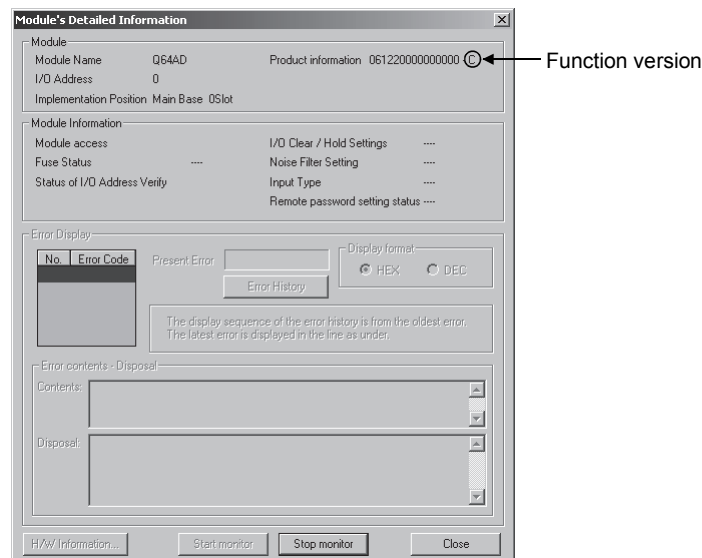 Module's Detailed Information
Module
Module Name Q64AD Product information 061220000000000 -C
Function version
I/O Address 0
Implementation Position Main Base 0Slot
Module Information
Module access I/O Clear / Hold Settings ----
Fuse Status ---- Noise Filter Setting ----
Status of I/O Address Verify Input Type ----
Remote password setting status ----
Error Display
No. Error Code
Present Error
Display format
HEX DEC
Error History
The display sequence of the error history is from the oldest error.
The latest error is displayed in the line as under.
Error contents - Disposal
Contents:
Disposal:
H/W Information... Start monitor Stop monitor Close